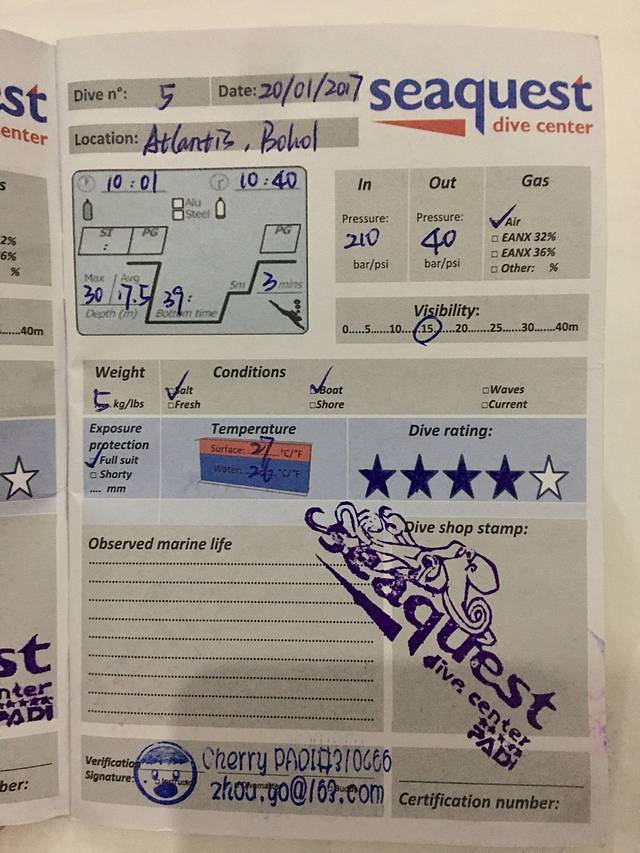 Dive n°: 5 Date: 20/01/2017
seaquest
dive center
Location: Atlantis, Bohol
10:01 10:40
Alu
Steel
SI PG PG
:
Max Avg
30 17.5 39: 5m 3 mins
Depth (m) Bottom time
In Out Gas
Pressure: Pressure: Air
210 40 EANX 32%
bar/psi bar/psi EANX 36%
Other: %
Visibility:
0.....5.....10.....15.....20......25......30......40m
Weight Conditions
5 kg/lbs Salt Boat Waves
Fresh Shore Current
Exposure protection
Full suit
Shorty
.... mm
Temperature
Surface: 27 °C/°F
Water: 26 °C/°F
Dive rating:
Observed marine life
Dive shop stamp:
Seaquest
dive center
PADI
Verification
Signature:
Cherry PADI#310666
zhou.yo@163.com
Certification number:
st
enter
s
2%
6%
%
......40m
st
nter
PADI
ber: